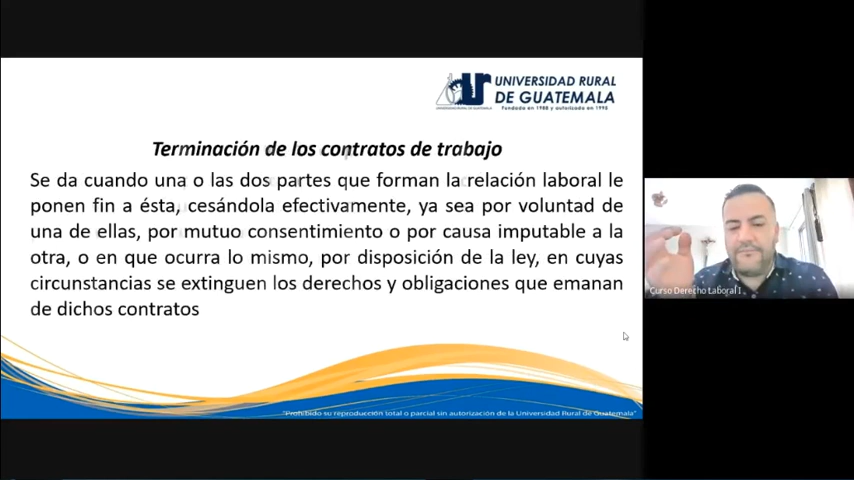 UNIVERSIDAD RURAL
DE GUATEMALA
Fundada en 1988 y autorizada en 1995
Terminación de los contratos de trabajo
Se da cuando una o las dos partes que forman la relación laboral le
ponen fin a ésta, cesándola efectivamente, ya sea por voluntad de
una de ellas, por mutuo consentimiento o por causa imputable a la
otra, o en que ocurra lo mismo, por disposición de la ley, en cuyas
circunstancias se extinguen los derechos y obligaciones que emanan
de dichos contratos
Curso Derecho Laboral I
"Prohibido su reproducción total o parcial sin autorización de la Universidad Rural de Guatemala"